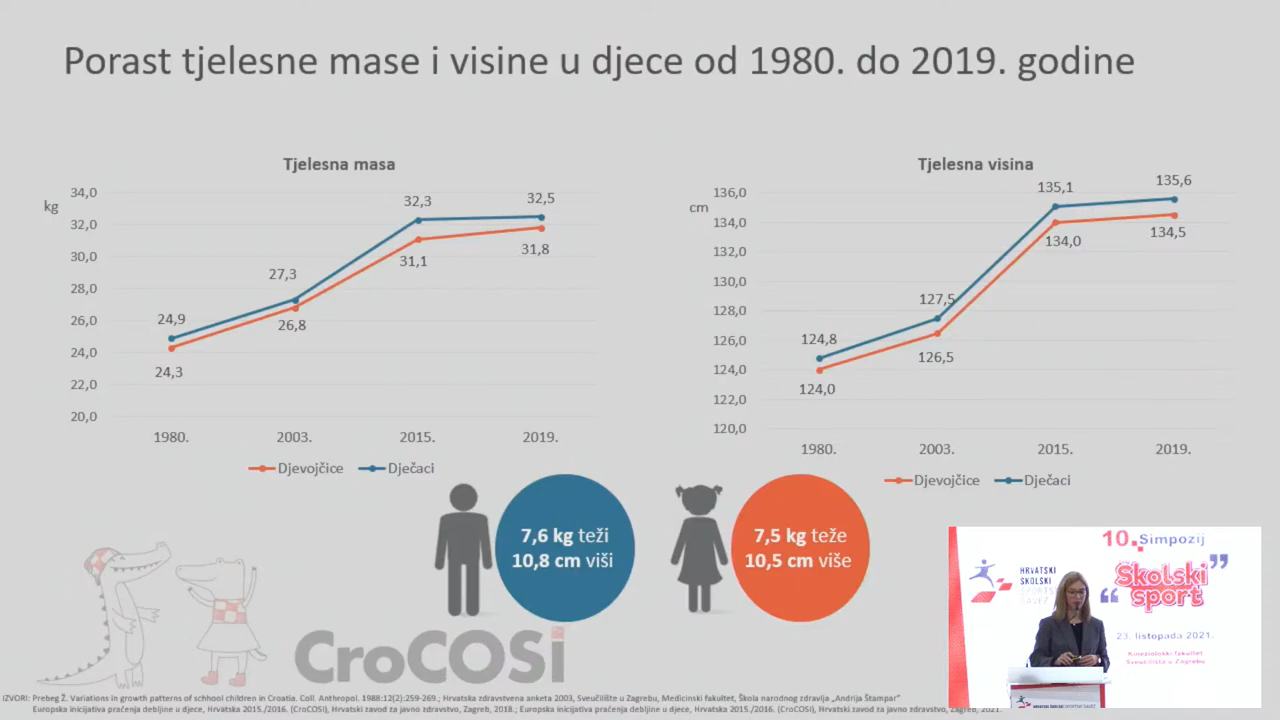 Porast tjelesne mase i visine u djece od 1980. do 2019. godine
Tjelesna masa
kg
34,0
32,0
30,0
28,0
26,0
24,0
22,0
20,0
24,9
27,3
32,3
32,5
24,3
26,8
31,1
31,8
1980.
2003.
2015.
2019.
Djevojčice
Dječaci
Tjelesna visina
cm
136,0
134,0
132,0
130,0
128,0
126,0
124,0
122,0
120,0
124,8
127,5
135,1
135,6
124,0
126,5
134,0
134,5
1980.
2003.
2015.
2019.
Djevojčice
Dječaci
7,6 kg teži
10,8 cm viši
7,5 kg teže
10,5 cm više
CroCOSi
10. Simpozij
HRVATSKI
ŠKOLSKI
SPORTSKI
SAVEZ
„Školski
sport”
23. listopada 2021.
Kineziološki fakultet
Sveučilišta u Zagrebu
IZVORI: Prebeg Ž. Variations in growth patterns of schhool children in Croatia. Coll. Anthropol. 1988:12(2):259-269.; Hrvatska zdravstvena anketa 2003, Sveučilište u Zagrebu, Medicinski fakultet, Škola narodnog zdravlja „Andrija Štampar“
Europska inicijativa praćenja debljine u djece, Hrvatska 2015./2016. (CroCOSI), Hrvatski zavod za javno zdravstvo, Zagreb, 2018.; Europska inicijativa praćenja debljine u djece, Hrvatska 2015./2016. (CroCOSI), Hrvatski zavod za javno zdravstvo, Zagreb, 2021.
HRVATSKI ŠKOLSKI SPORTSKI SAVEZ